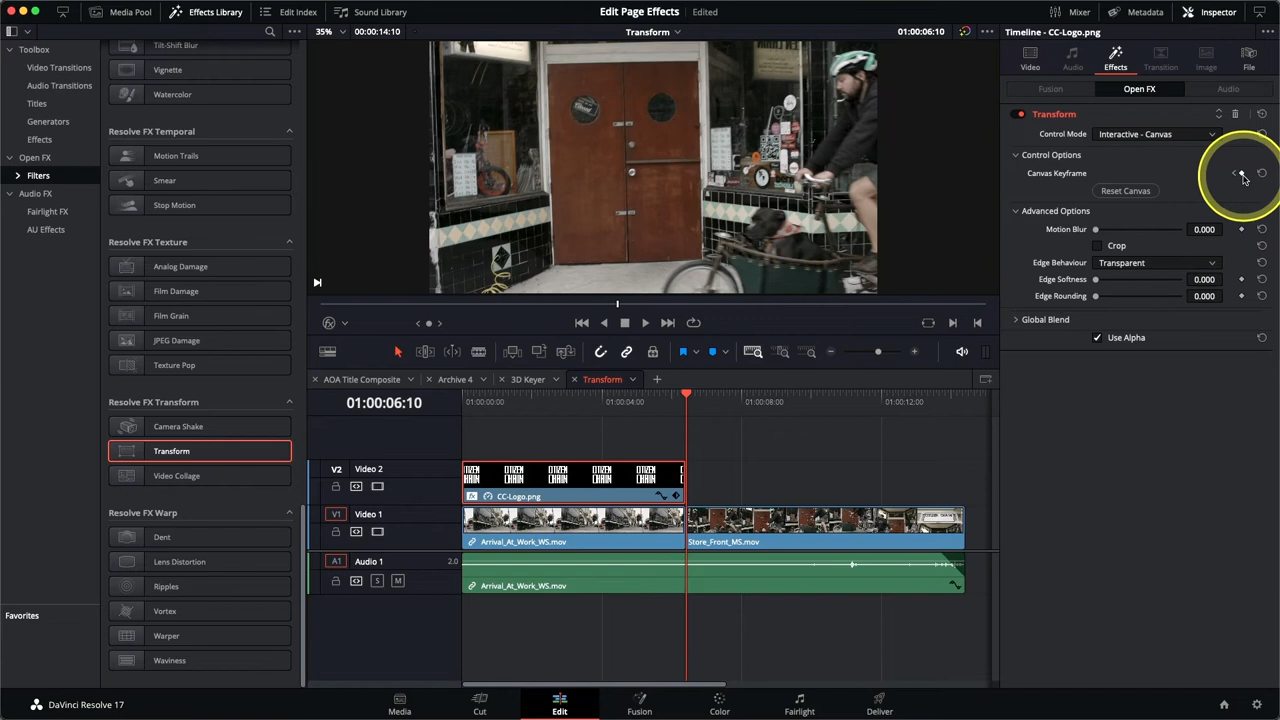 Media Pool
Effects Library
Edit Index
Sound Library
Edit Page Effects
Edited
Mixer
Metadata
Inspector
35%
00:00:14:10
Transform
01:00:06:10
Timeline - CC-Logo.png
Toolbox
Video Transitions
Audio Transitions
Titles
Generators
Effects
Open FX
Filters
Audio FX
Fairlight FX
AU Effects
Favorites
Tilt-Shift Blur
Vignette
Watercolor
Resolve FX Temporal
Motion Trails
Smear
Stop Motion
Resolve FX Texture
Analog Damage
Film Damage
Film Grain
JPEG Damage
Texture Pop
Resolve FX Transform
Camera Shake
Transform
Video Collage
Resolve FX Warp
Dent
Lens Distortion
Ripples
Vortex
Warper
Waviness
Video
Audio
Effects
Transition
Image
File
Fusion
Open FX
Audio
Transform
Control Mode
Interactive - Canvas
Control Options
Canvas Keyframe
Reset Canvas
Advanced Options
Motion Blur 0.000
Crop
Edge Behaviour Transparent
Edge Softness 0.000
Edge Rounding 0.000
Global Blend
Use Alpha
AOA Title Composite
Archive 4
3D Keyer
Transform
01:00:06:10
01:00:00:00
01:00:04:00
01:00:08:00
01:00:12:00
V2 Video 2
CITIZEN CHAIN
CC-Logo.png
V1 Video 1
Arrival_At_Work_WS.mov
Store_Front_MS.mov
A1 Audio 1 2.0
S M
Arrival_At_Work_WS.mov
DaVinci Resolve 17
Media
Cut
Edit
Fusion
Color
Fairlight
Deliver